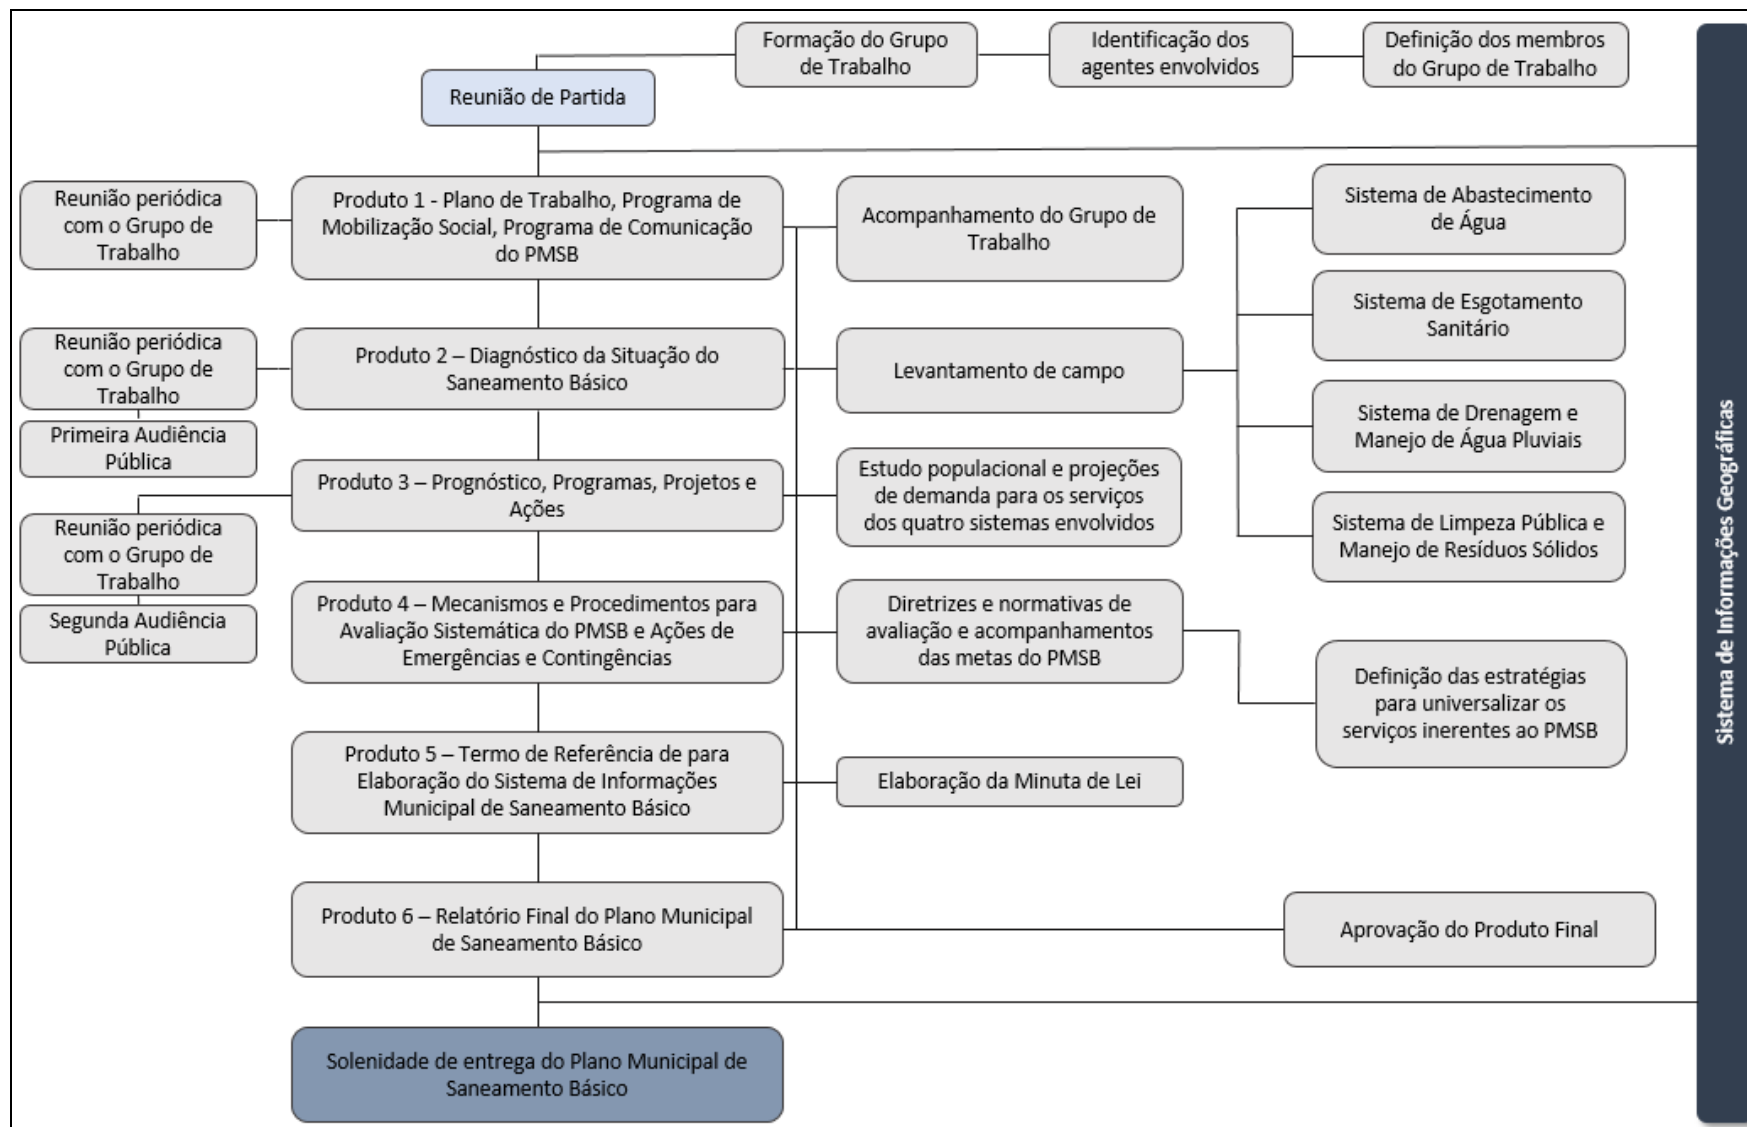 Formação do Grupo
de Trabalho
Identificação dos
agentes envolvidos
Definição dos membros
do Grupo de Trabalho
Reunião de Partida
Reunião periódica
com o Grupo de
Trabalho
Produto 1 - Plano de Trabalho, Programa de
Mobilização Social, Programa de Comunicação
do PMSB
Acompanhamento do Grupo de
Trabalho
Sistema de Abastecimento
de Água
Sistema de Esgotamento
Sanitário
Reunião periódica
com o Grupo de
Trabalho
Produto 2 – Diagnóstico da Situação do
Saneamento Básico
Levantamento de campo
Sistema de Drenagem e
Manejo de Água Pluviais
Primeira Audiência
Pública
Produto 3 – Prognóstico, Programas, Projetos e
Ações
Estudo populacional e projeções
de demanda para os serviços
dos quatro sistemas envolvidos
Sistema de Limpeza Pública e
Manejo de Resíduos Sólidos
Reunião periódica
com o Grupo de
Trabalho
Segunda Audiência
Pública
Produto 4 – Mecanismos e Procedimentos para
Avaliação Sistemática do PMSB e Ações de
Emergências e Contingências
Diretrizes e normativas de
avaliação e acompanhamentos
das metas do PMSB
Definição das estratégias
para universalizar os
serviços inerentes ao PMSB
Produto 5 – Termo de Referência de para
Elaboração do Sistema de Informações
Municipal de Saneamento Básico
Elaboração da Minuta de Lei
Produto 6 – Relatório Final do Plano Municipal
de Saneamento Básico
Aprovação do Produto Final
Solenidade de entrega do Plano Municipal de
Saneamento Básico
Sistema de Informações Geográficas